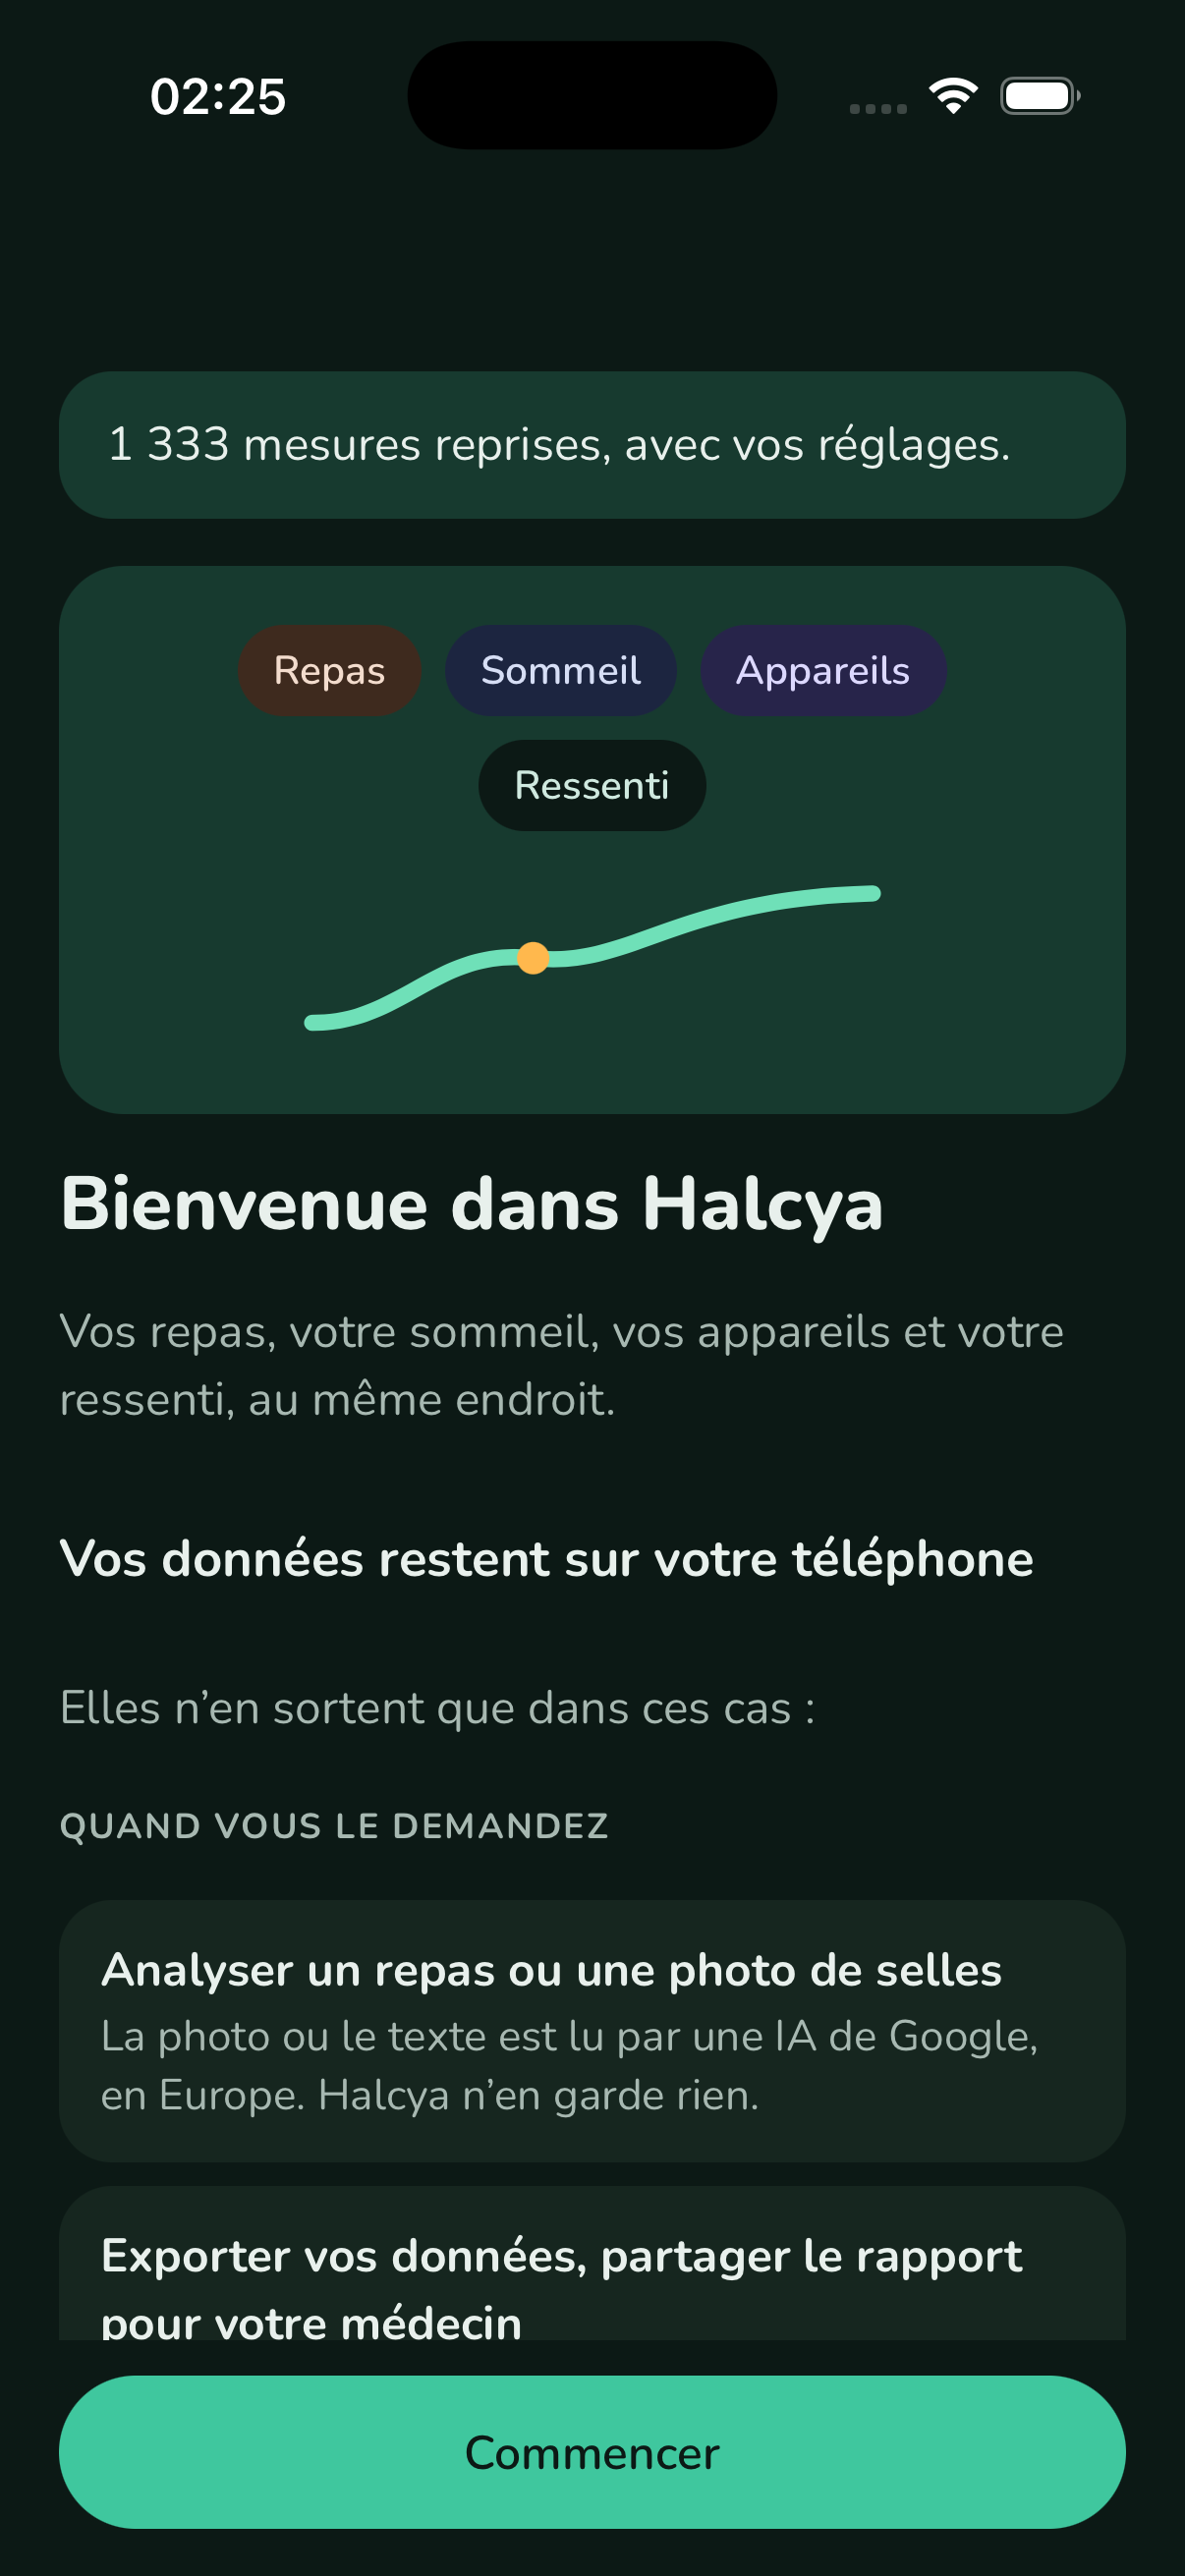 02:25
1 333 mesures reprises, avec vos réglages.
Repas
Sommeil
Appareils
Ressenti
Bienvenue dans Halcya
Vos repas, votre sommeil, vos appareils et votre
ressenti, au même endroit.
Vos données restent sur votre téléphone
Elles n’en sortent que dans ces cas :
QUAND VOUS LE DEMANDEZ
Analyser un repas ou une photo de selles
La photo ou le texte est lu par une IA de Google,
en Europe. Halcya n’en garde rien.
Exporter vos données, partager le rapport
pour votre médecin
Commencer